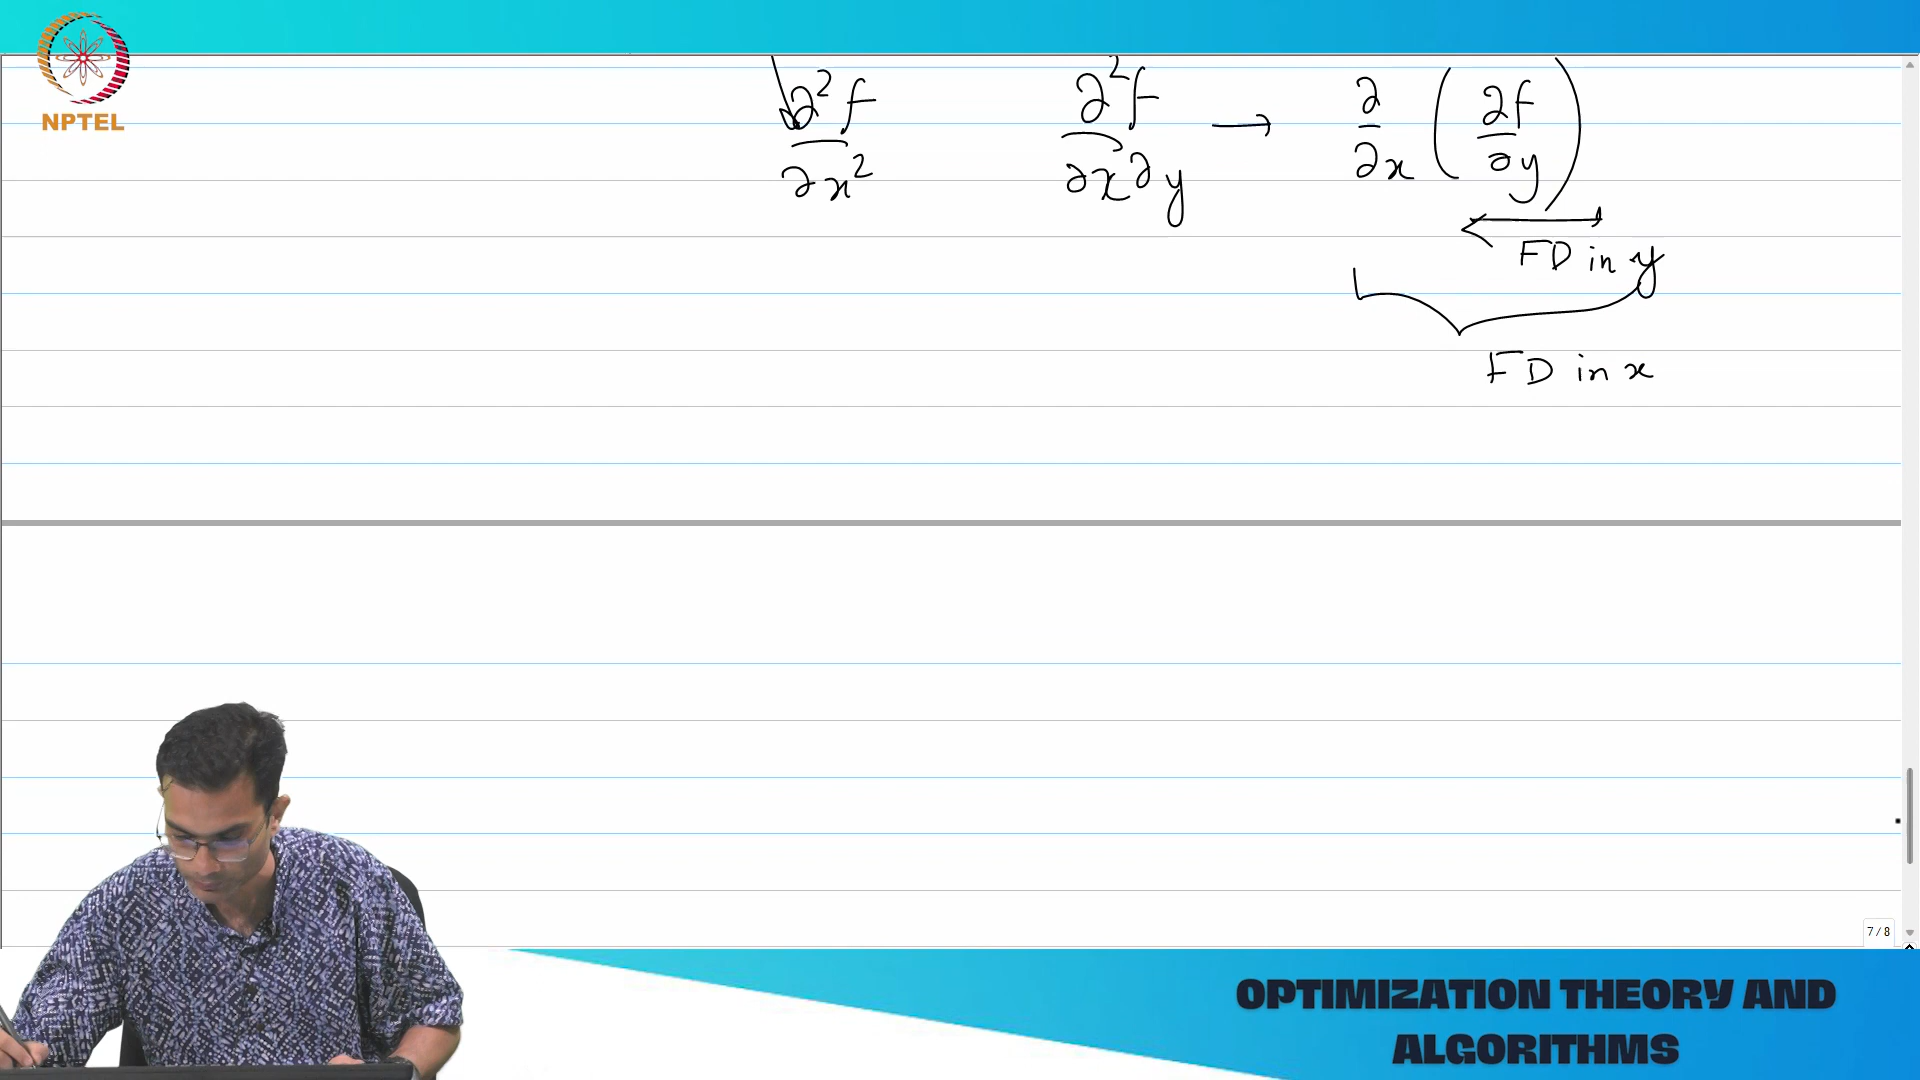 NPTEL
∂²f/∂x² ∂²f/∂x∂y → ∂/∂x (∂f/∂y)
FD in y
FD in x
7 / 8
OPTIMIZATION THEORY AND
ALGORITHMS